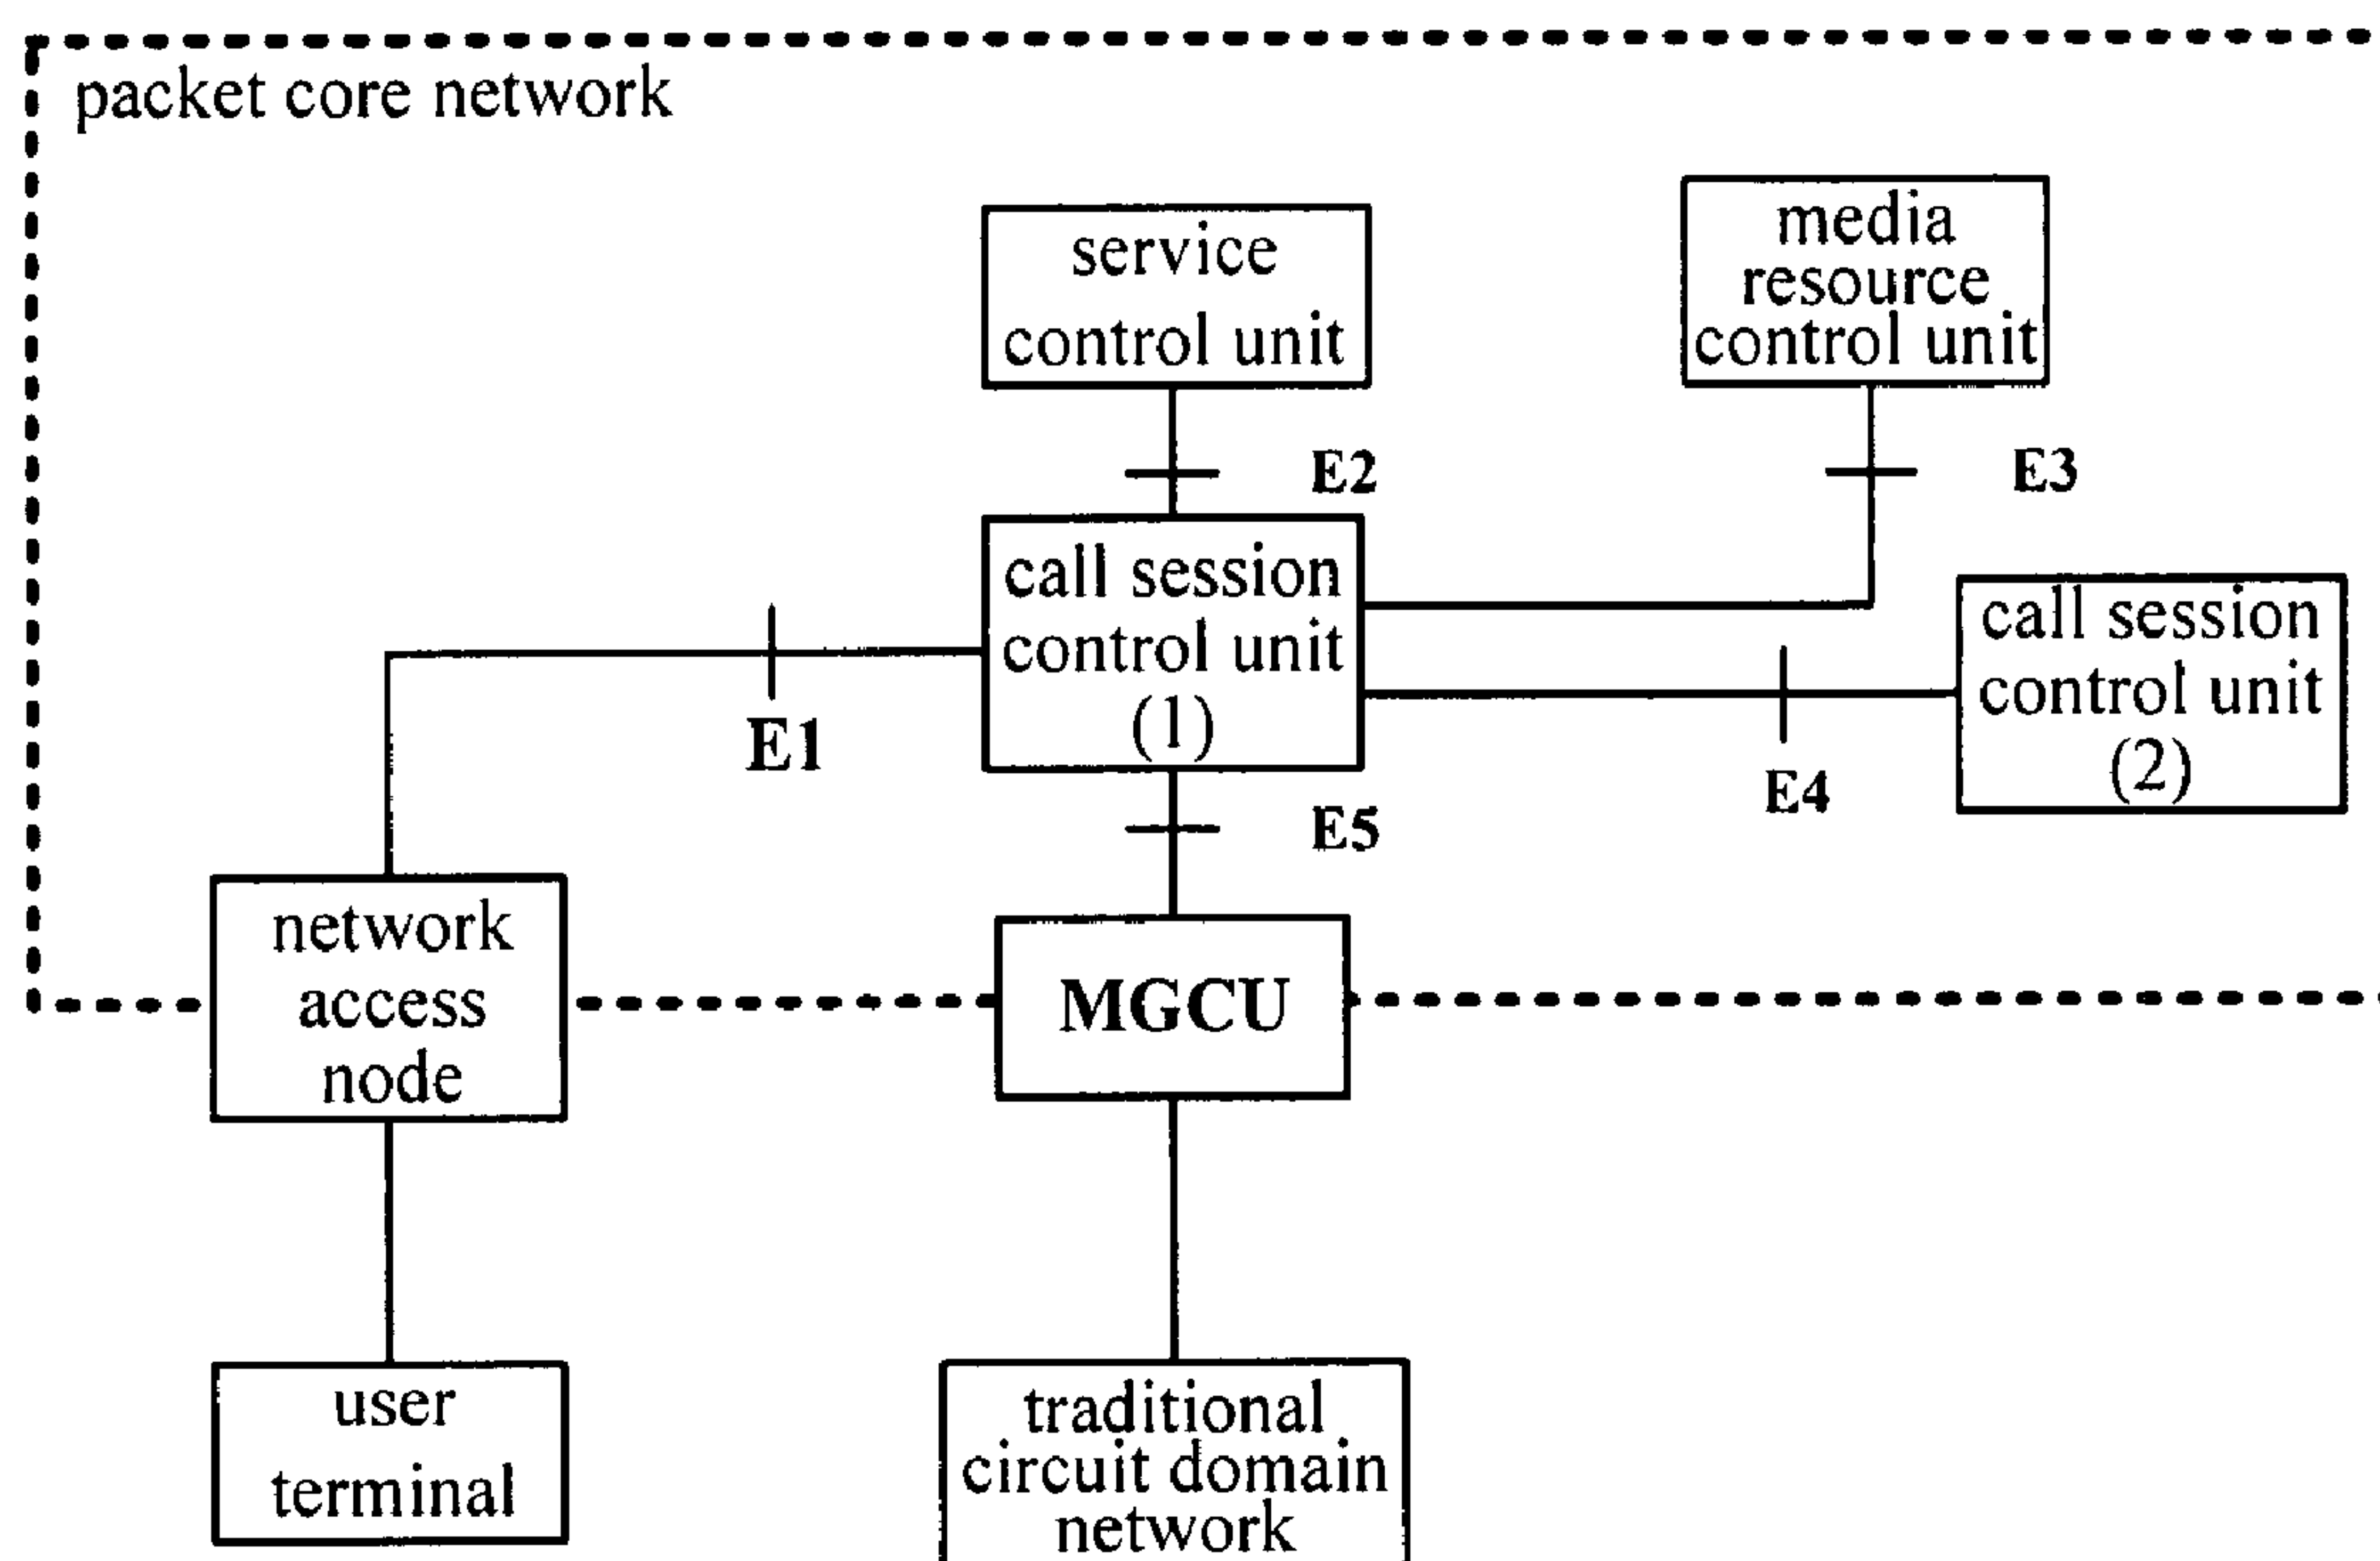 packet core network
service
control unit
media
resource
control unit
E2
E3
call session
control unit
(1)
call session
control unit
(2)
E1
E4
E5
network
access
node
MGCU
user
terminal
traditional
circuit domain
network